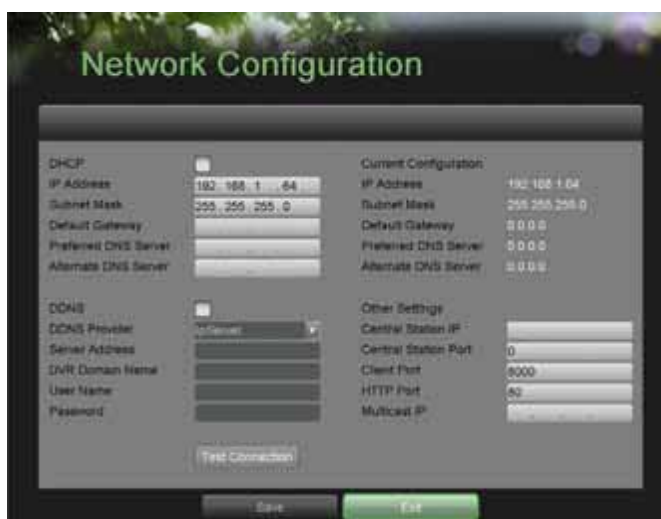 Network Configuration
DHCP
IP Address 192 . 168 . 1 . 64
Subnet Mask 255 . 255 . 255 . 0
Default Gateway
Preferred DNS Server
Alternate DNS Server
Current Configuration
IP Address 192.168.1.64
Subnet Mask 255.255.255.0
Default Gateway 0.0.0.0
Preferred DNS Server 0.0.0.0
Alternate DNS Server 0.0.0.0
DDNS
DDNS Provider
Server Address
DVR Domain Name
User Name
Password
Other Settings
Central Station IP
Central Station Port 0
Client Port 8000
HTTP Port 80
Multicast IP
Test Connection
Save
Exit